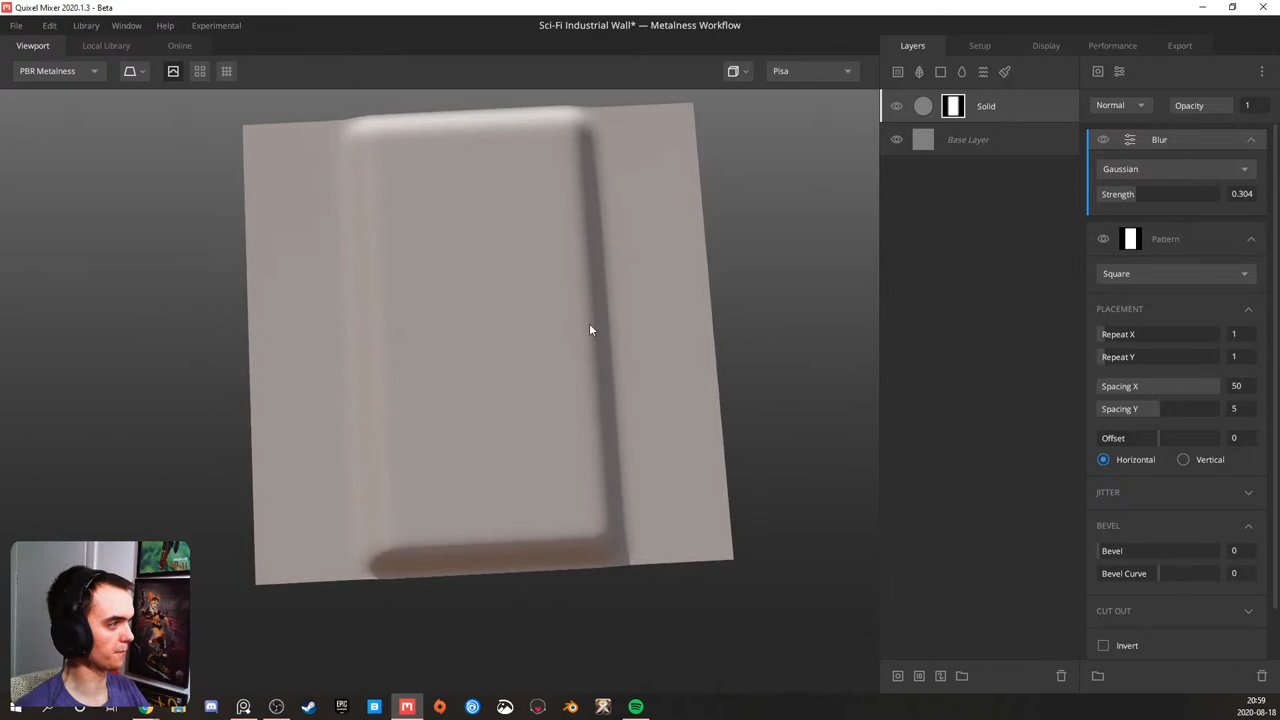 Quixel Mixer 2020.1.3 - Beta
File Edit Library Window Help Experimental
Sci-Fi Industrial Wall* — Metalness Workflow
Viewport Local Library Online
Layers Setup Display Performance Export
PBR Metalness
Pisa
Solid
Base Layer
Normal Opacity 1
Blur
Gaussian
Strength 0.304
Pattern
Square
PLACEMENT
Repeat X 1
Repeat Y 1
Spacing X 50
Spacing Y 5
Offset 0
Horizontal Vertical
JITTER
BEVEL
Bevel 0
Bevel Curve 0
CUT OUT
Invert
20:59
2020-08-18